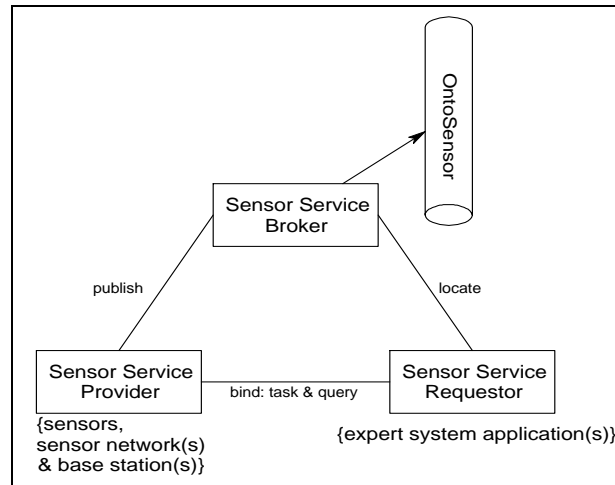 OntoSensor
Sensor Service
Broker
publish
locate
Sensor Service
Provider
bind: task & query
Sensor Service
Requestor
{sensors,
sensor network(s)
& base station(s)}
{expert system application(s)}